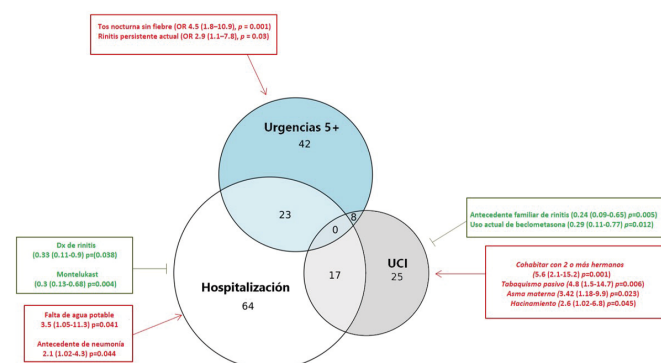 Tos nocturna sin fiebre (OR 4.5 (1.8–10.9), p = 0.001)
Rinitis persistente actual (OR 2.9 (1.1–7.8), p = 0.03)
Urgencias 5+
42
23
8
0
Dx de rinitis
(0.33 (0.11-0.9) p=(0.038)
Montelukast
(0.3 (0.13-0.68) p=0.004)
Antecedente familiar de rinitis (0.24 (0.09-0.65) p=0.005)
Uso actual de beclometasona (0.29 (0.11-0.77) p=0.012)
17
UCI
25
Hospitalización
64
Cohabitar con 2 o más hermanos
(5.6 (2.1-15.2) p=0.001)
Tabaquismo pasivo (4.8 (1.5-14.7) p=0.006)
Asma materna (3.42 (1.18-9.9) p=0.023)
Hacinamiento (2.6 (1.02-6.8) p=0.045)
Falta de agua potable
3.5 (1.05-11.3) p=0.041
Antecedente de neumonía
2.1 (1.02-4.3) p=0.044